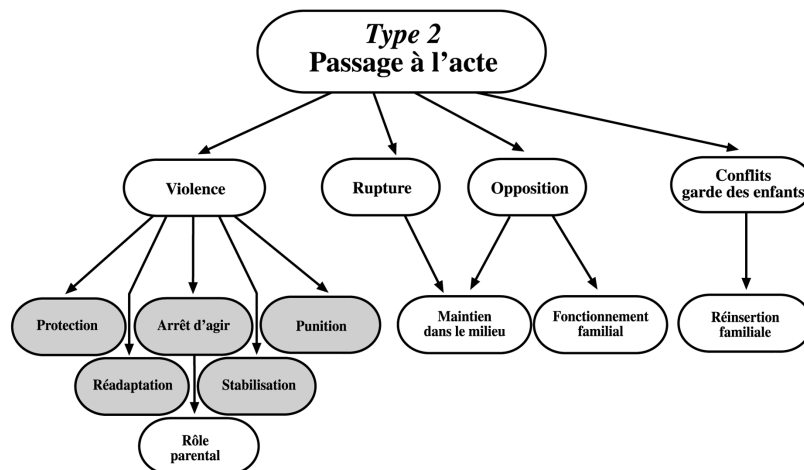 Type 2
Passage à l'acte
Violence
Rupture
Opposition
Conflits
garde des enfants
Protection
Arrêt d'agir
Punition
Maintien
dans le milieu
Fonctionnement
familial
Réinsertion
familiale
Réadaptation
Stabilisation
Rôle
parental